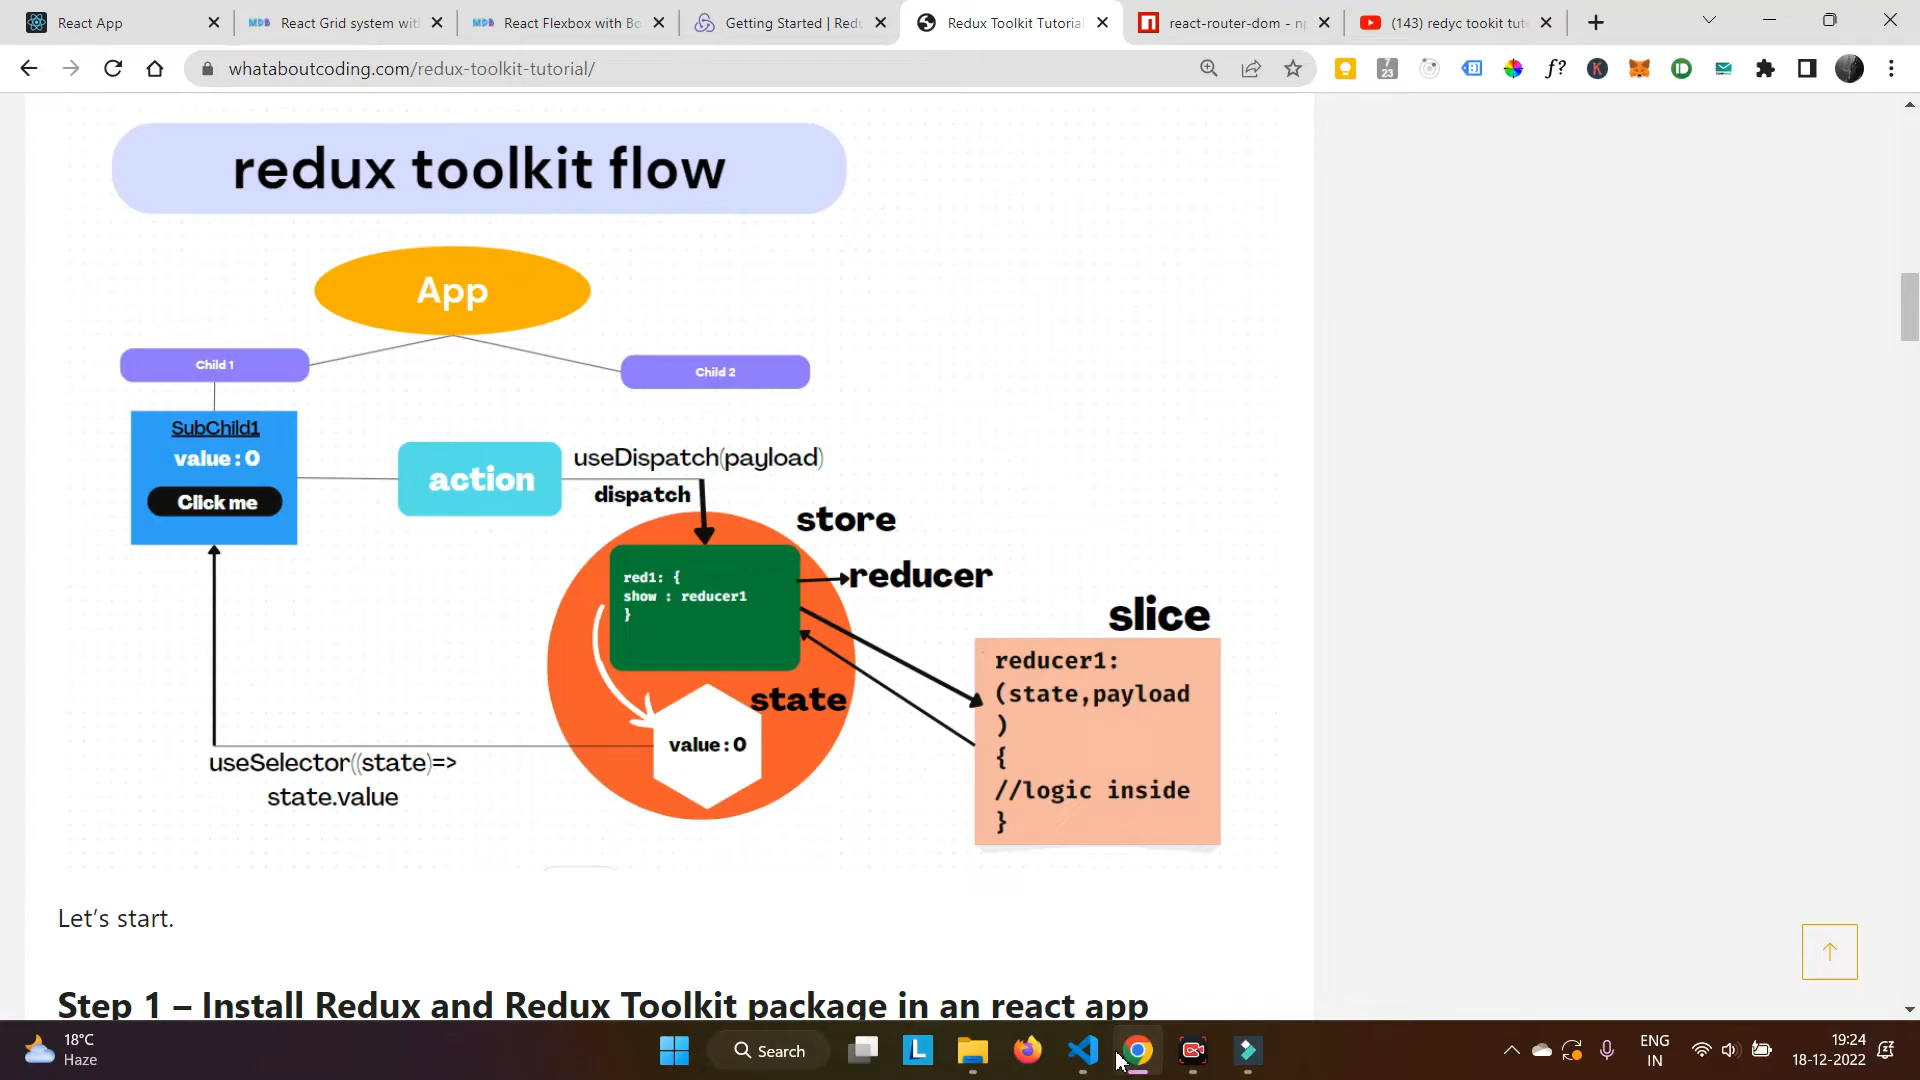 React App
React Grid system wit
React Flexbox with Bo
Getting Started | Redu
Redux Toolkit Tutoria
react-router-dom - n
(143) redyc tookit tut
whataboutcoding.com/redux-toolkit-tutorial/
redux toolkit flow
App
Child 1
Child 2
SubChild1
value : 0
Click me
action
useDispatch(payload)
dispatch
store
red1: {
show : reducer1
}
reducer
slice
reducer1:
(state,payload
)
{
//logic inside
}
state
value : 0
useSelector((state)=>
state.value
Let's start.
Step 1 – Install Redux and Redux Toolkit package in an react app
18°C
Haze
Search
ENG
IN
19:24
18-12-2022